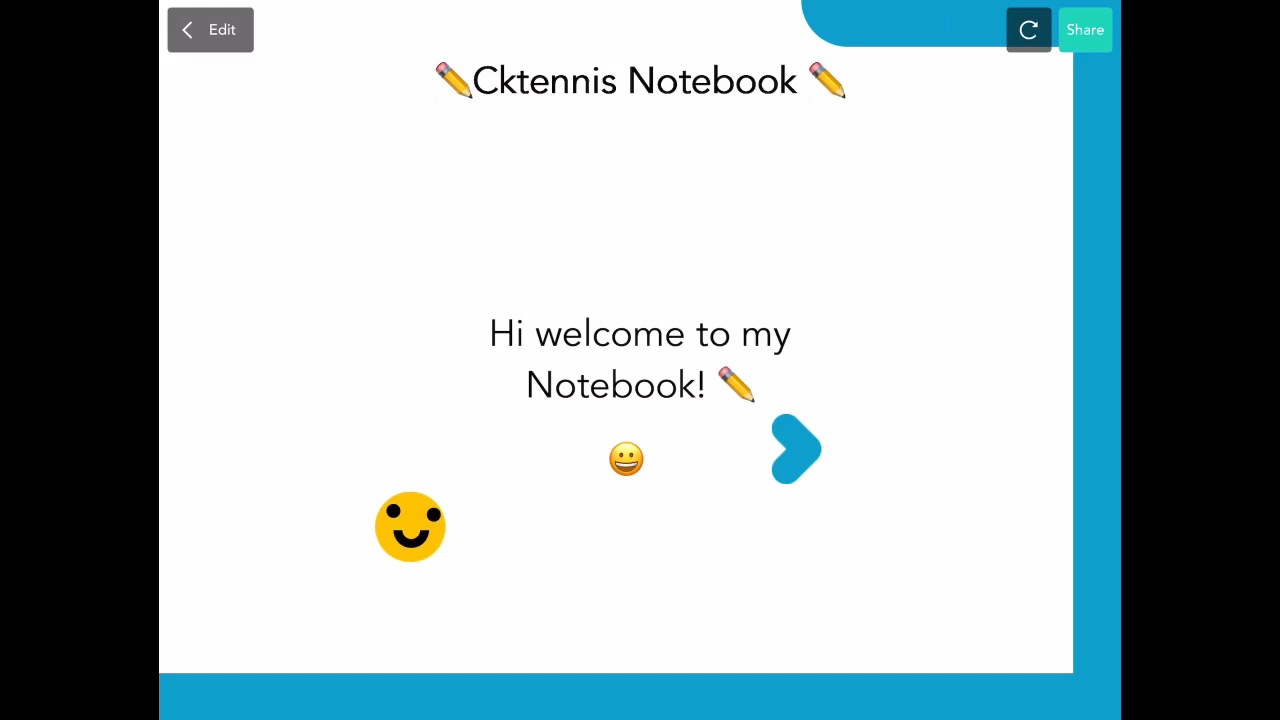 Edit
Share
✏️Cktennis Notebook ✏️
Hi welcome to my
Notebook! ✏️
😀